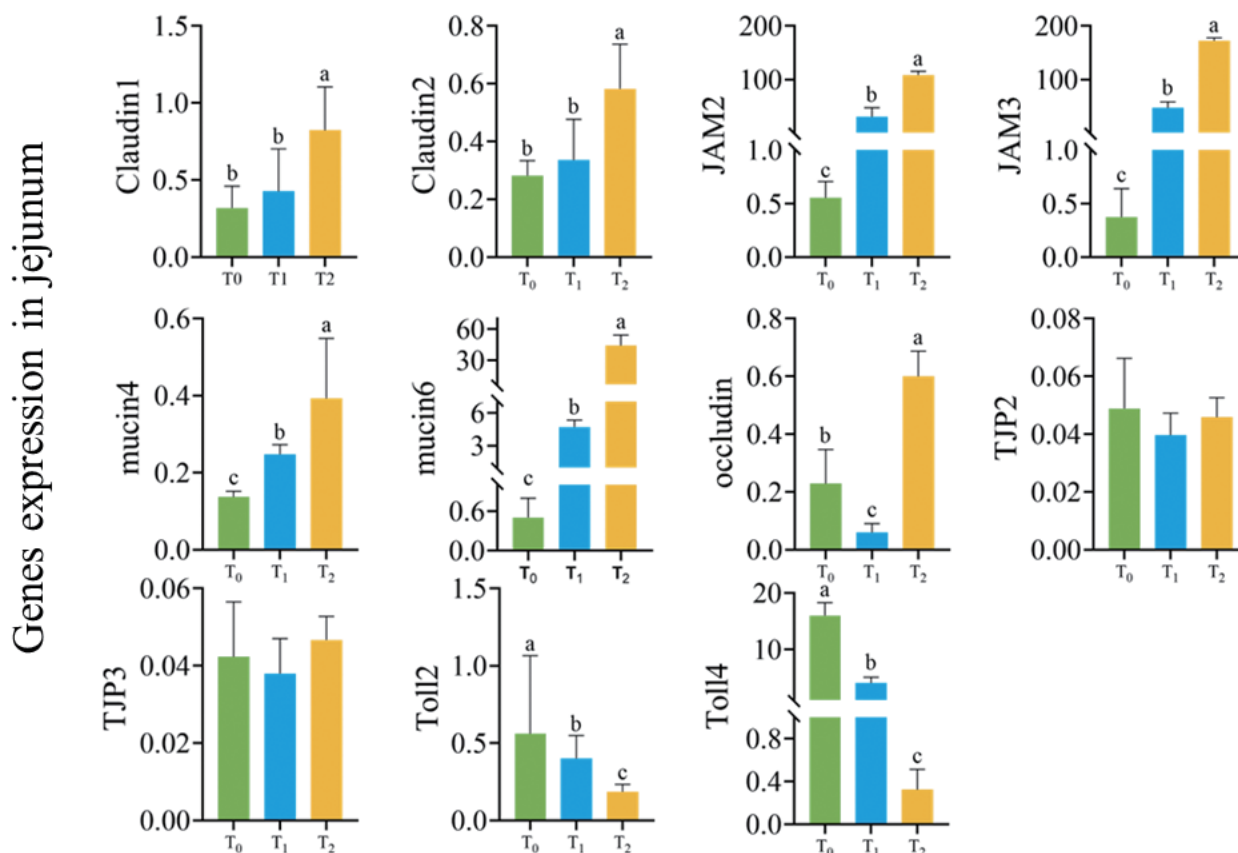 Genes expression in jejunum
Claudin1
1.5
1.0
0.5
0.0
a
b
b
T0 T1 T2
Claudin2
0.8
0.6
0.4
0.2
0.0
a
b
b
T₀ T₁ T₂
JAM2
200
100
1.0
0.5
0.0
a
b
c
T₀ T₁ T₂
JAM3
200
100
1.0
0.5
0.0
a
b
c
T₀ T₁ T₂
mucin4
0.6
0.4
0.2
0.0
a
b
c
T₀ T₁ T₂
mucin6
60
30
6
3
0.6
0.0
a
b
c
T₀ T₁ T₂
occludin
0.8
0.6
0.4
0.2
0.0
a
b
c
T₀ T₁ T₂
TJP2
0.08
0.06
0.04
0.02
0.00
T₀ T₁ T₂
TJP3
0.06
0.04
0.02
0.00
T₀ T₁ T₂
Toll2
1.5
1.0
0.5
0.0
a
b
c
T₀ T₁ T₂
Toll4
20
10
0.8
0.4
0.0
a
b
c
T₀ T₁ T₂